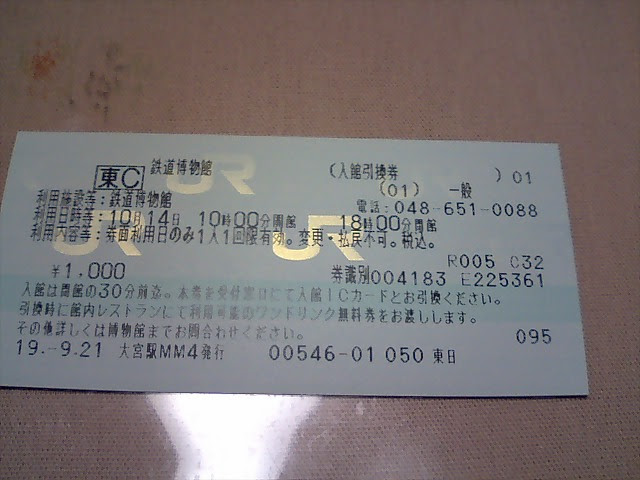 東C 鉄道博物館 (入館引換券 ) 01
(01) 一般
利用施設等:鉄道博物館 電話:048-651-0088
利用日時等:10月14日 10時00分開館 18時00分閉館
利用内容等:券面利用日のみ1人1回限有効。変更・払戻不可。税込。
R005 032
¥1,000 券識別004183 E225361
入館は閉館の30分前迄。本券を受付窓口にて入館ICカードとお引換ください。
引換時に館内レストランにて利用可能のワンドリンク無料券をお渡しします。
その他詳しくは博物館までお問合わせください。 095
19.-9.21 大宮駅MM4発行 00546-01 050 東日
JR
JR